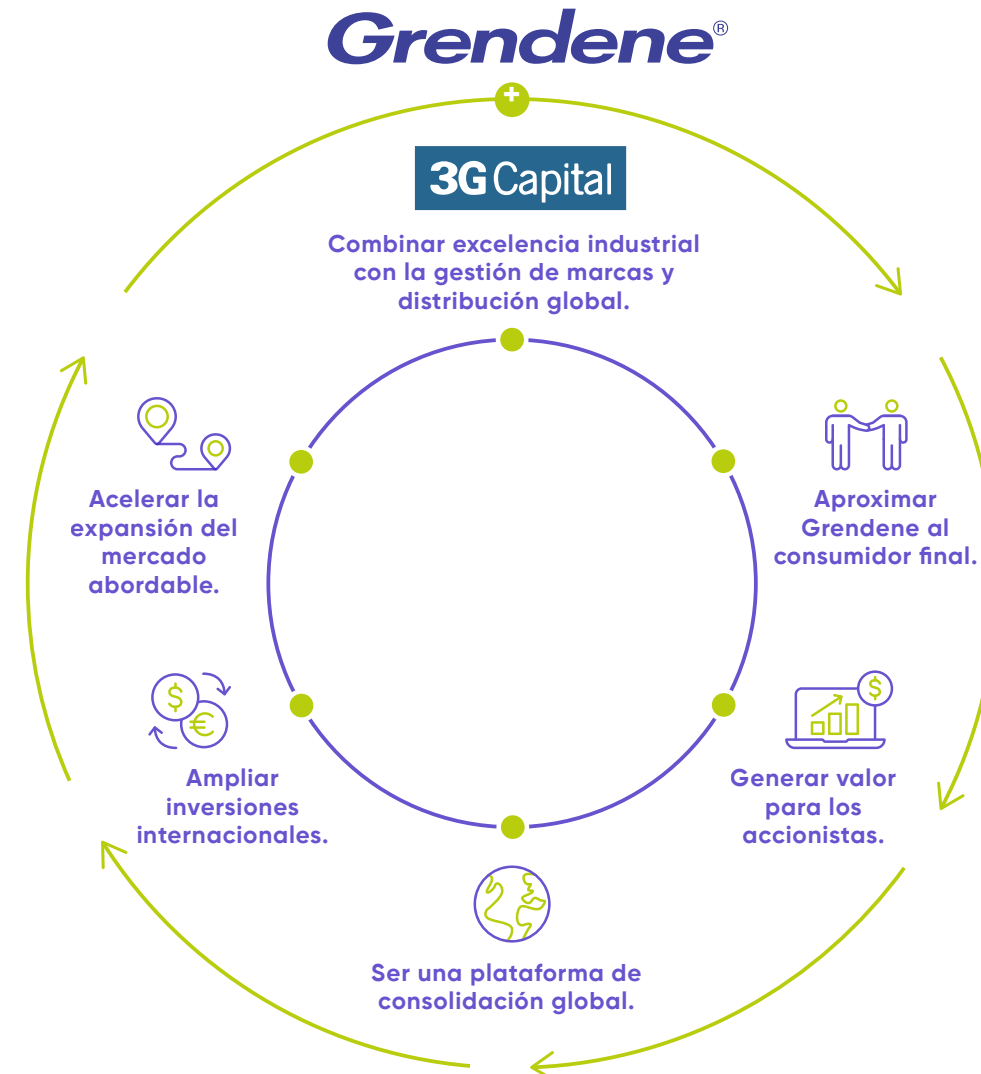 Grendene®
+
3G Capital
Combinar excelencia industrial
con la gestión de marcas y
distribución global.
Aproximar
Grendene al
consumidor final.
$
Generar valor
para los
accionistas.
Ser una plataforma de
consolidación global.
$
€
Ampliar
inversiones
internacionales.
Acelerar la
expansión del
mercado
abordable.